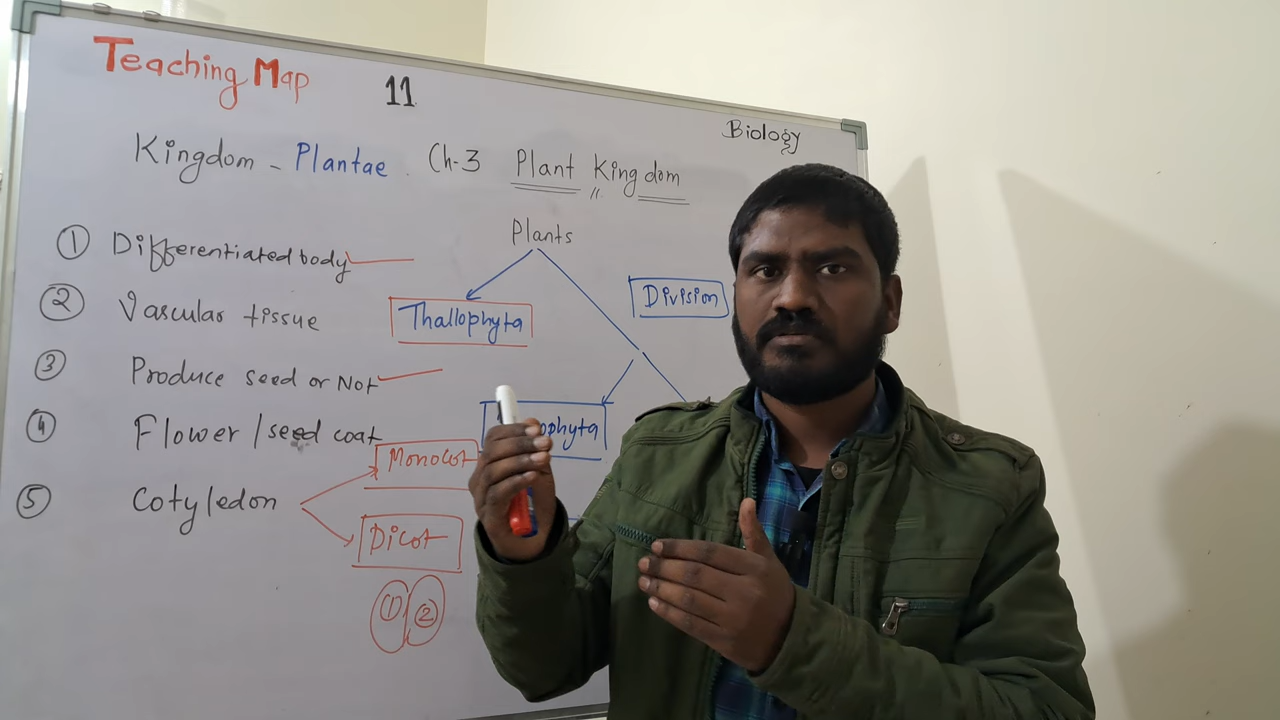 Teaching Map 11
Biology
Kingdom - Plantae. Ch-3 Plant Kingdom
Plants
① Differentiated body
Division
② Vascular tissue
Thallophyta
③ Produce seed or Not
④ Flower / seed coat
Monocot
⑤ Cotyledon
Dicot
① ②